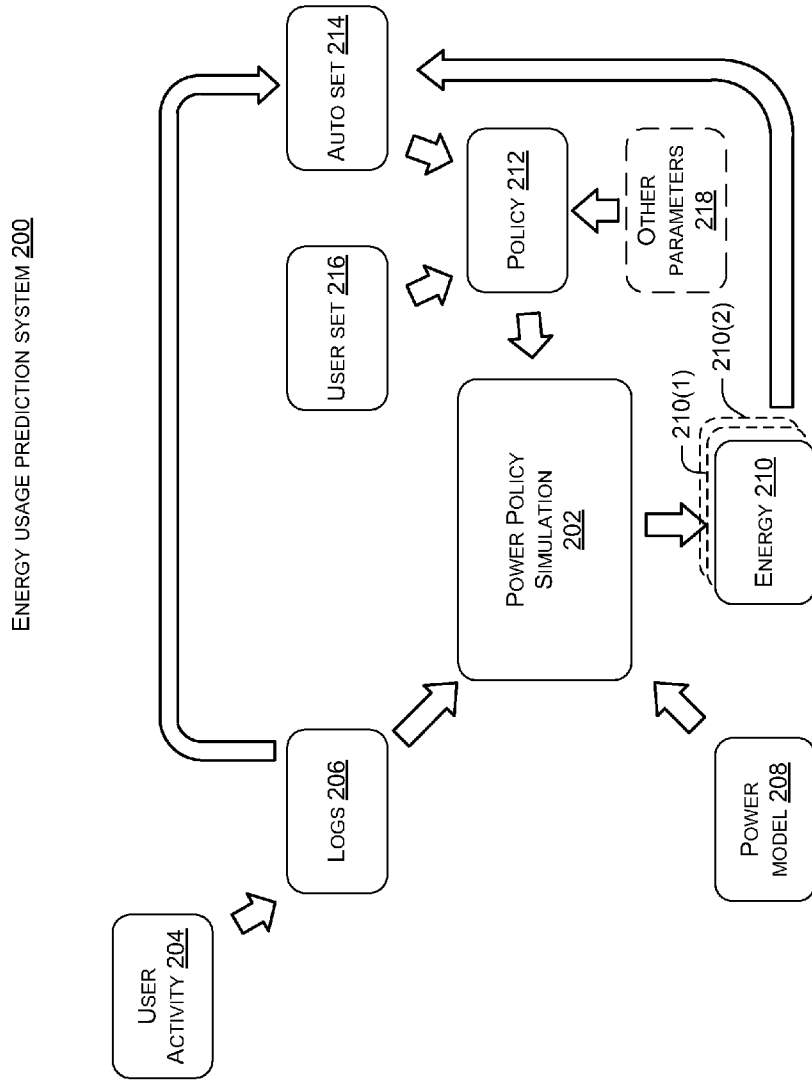 ENERGY USAGE PREDICTION SYSTEM 200
USER
ACTIVITY 204
LOGS 206
USER SET 216
AUTO SET 214
POWER POLICY
SIMULATION
202
POLICY 212
OTHER
PARAMETERS
218
POWER
MODEL 208
ENERGY 210
210(1)
210(2)